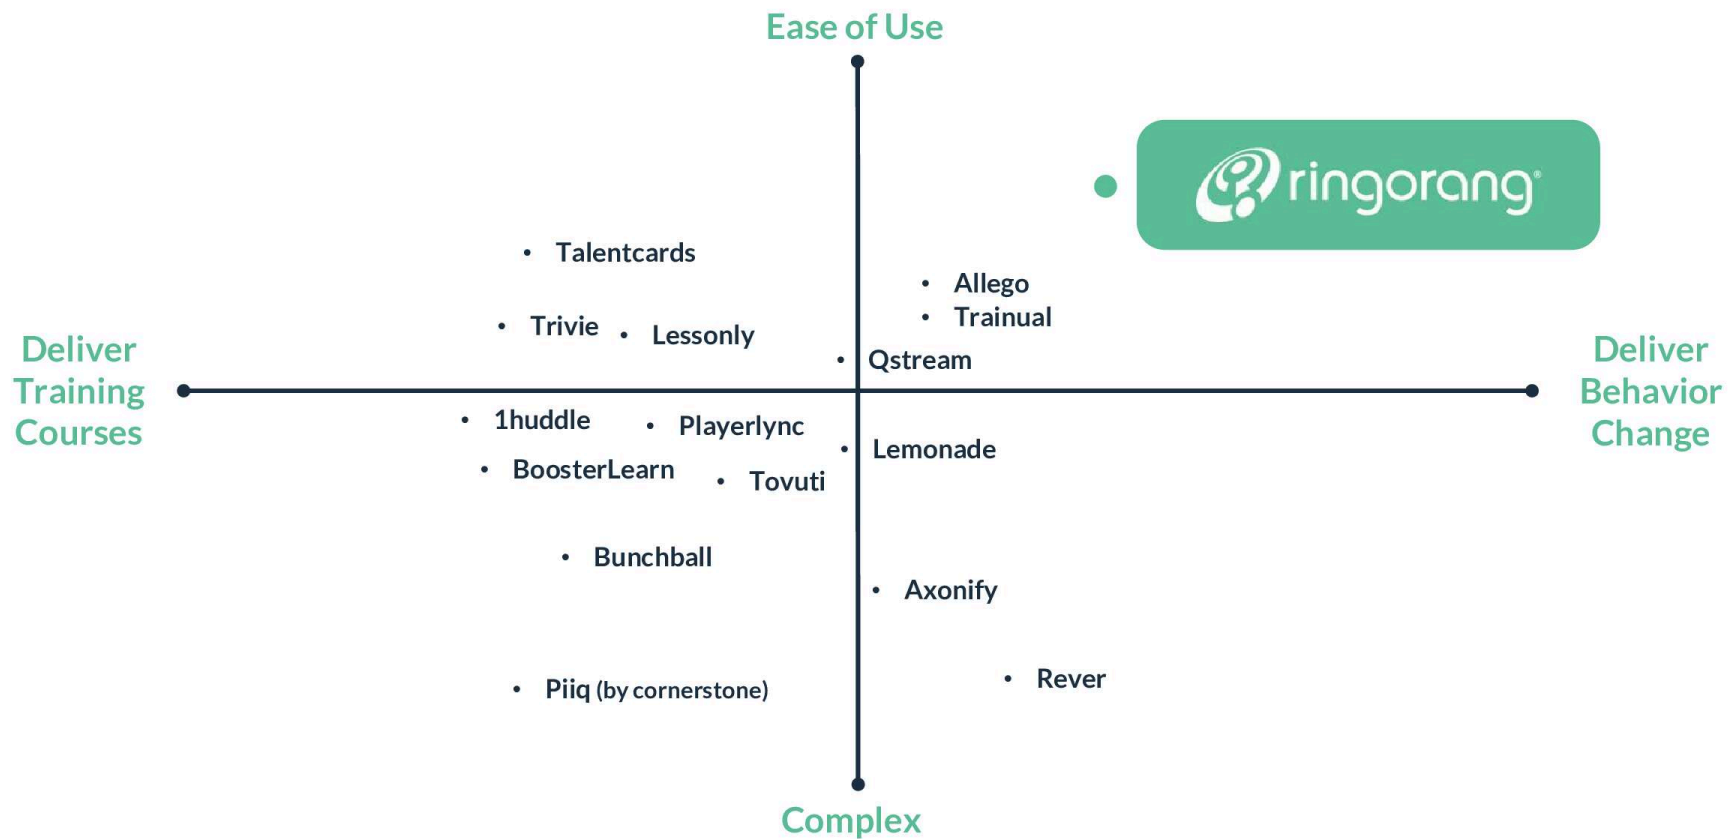 Ease of Use
ringorang®
• Talentcards
• Allego
• Trainual
• Trivie
• Lessonly
• Qstream
Deliver
Training
Courses
Deliver
Behavior
Change
• 1huddle
• Playerlync
• Lemonade
• BoosterLearn
• Tovuti
• Bunchball
• Axonify
• Rever
• Piiq (by cornerstone)
Complex